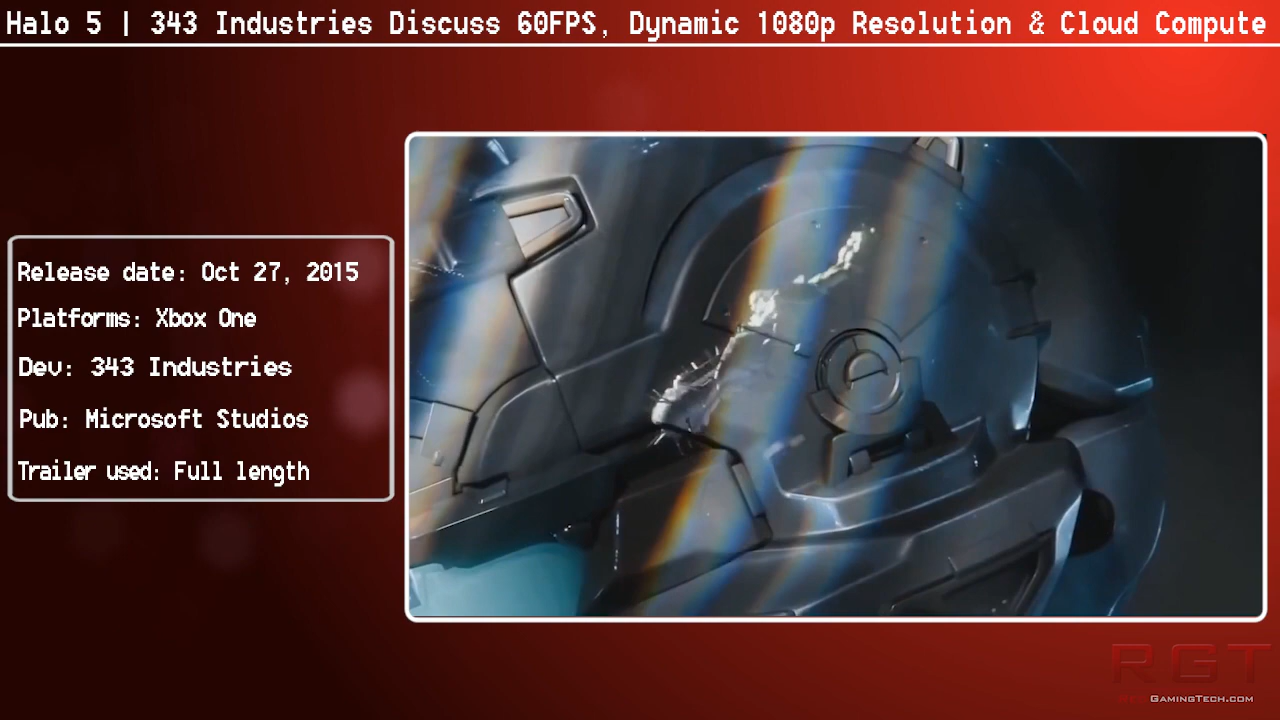 Halo 5 | 343 Industries Discuss 60FPS, Dynamic 1080p Resolution & Cloud Compute
Release date: Oct 27, 2015
Platforms: Xbox One
Dev: 343 Industries
Pub: Microsoft Studios
Trailer used: Full length
RGT
RedGamingTech.com